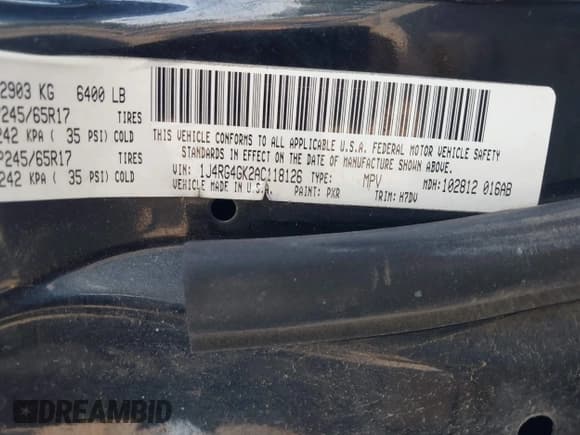 2903 KG 6400 LB
245/65R17 TIRES
242 KPA ( 35 PSI) COLD
P245/65R17 TIRES
242 KPA ( 35 PSI) COLD
THIS VEHICLE CONFORMS TO ALL APPLICABLE U.S.A. FEDERAL MOTOR VEHICLE SAFETY
STANDARDS IN EFFECT ON THE DATE OF MANUFACTURE SHOWN ABOVE.
VIN: 1J4RG4GK2AC118126 TYPE: MPV MDH: 102812 016AB
VEHICLE MADE IN U.S.A. PAINT: PXR TRIM: H7DV
DREAMBID